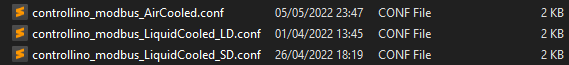 controllino_modbus_AirCooled.conf 05/05/2022 23:47 CONF File 2 KB
controllino_modbus_LiquidCooled_LD.conf 01/04/2022 13:45 CONF File 2 KB
controllino_modbus_LiquidCooled_SD.conf 26/04/2022 18:19 CONF File 2 KB